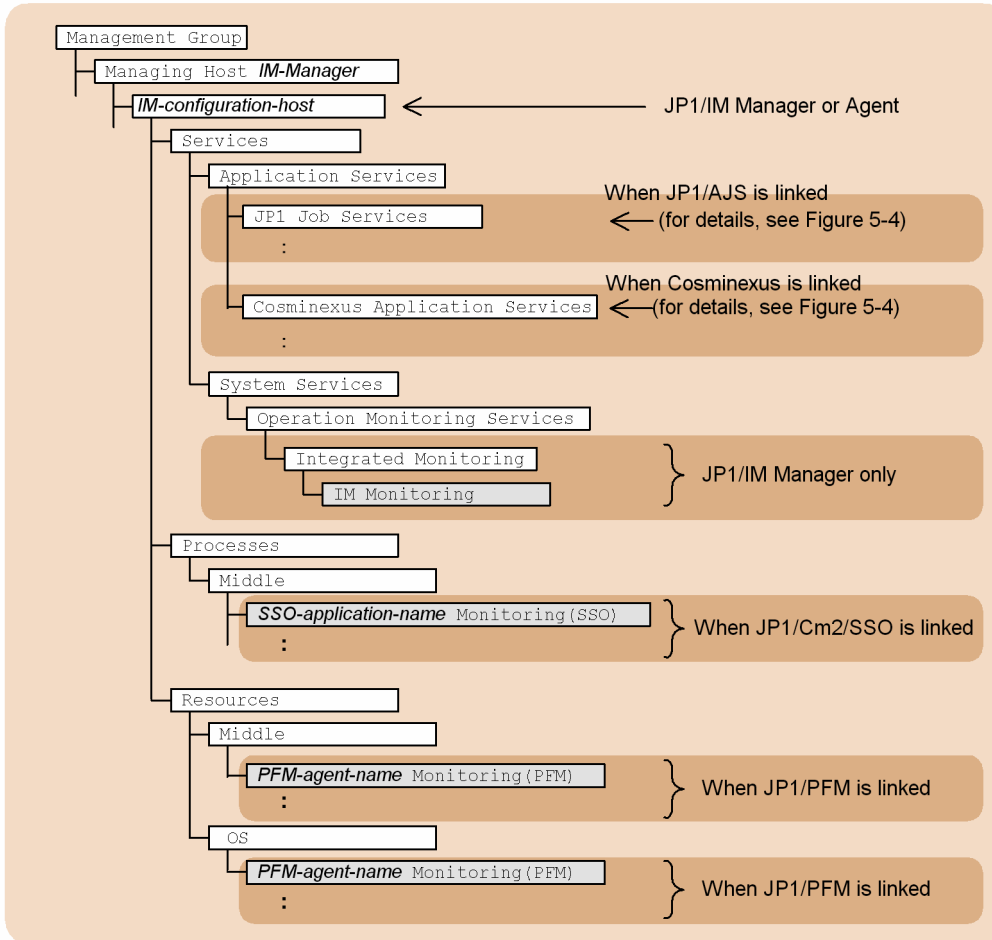 Management Group
Managing Host IM-Manager
IM-configuration-host
JP1/IM Manager or Agent
Services
Application Services
When JP1/AJS is linked
JP1 Job Services
(for details, see Figure 5-4)
:
When Cosminexus is linked
Cosminexus Application Services
(for details, see Figure 5-4)
:
System Services
Operation Monitoring Services
Integrated Monitoring
JP1/IM Manager only
IM Monitoring
Processes
Middle
SSO-application-name Monitoring(SSO)
When JP1/Cm2/SSO is linked
:
Resources
Middle
PFM-agent-name Monitoring(PFM)
When JP1/PFM is linked
:
OS
PFM-agent-name Monitoring(PFM)
When JP1/PFM is linked
: